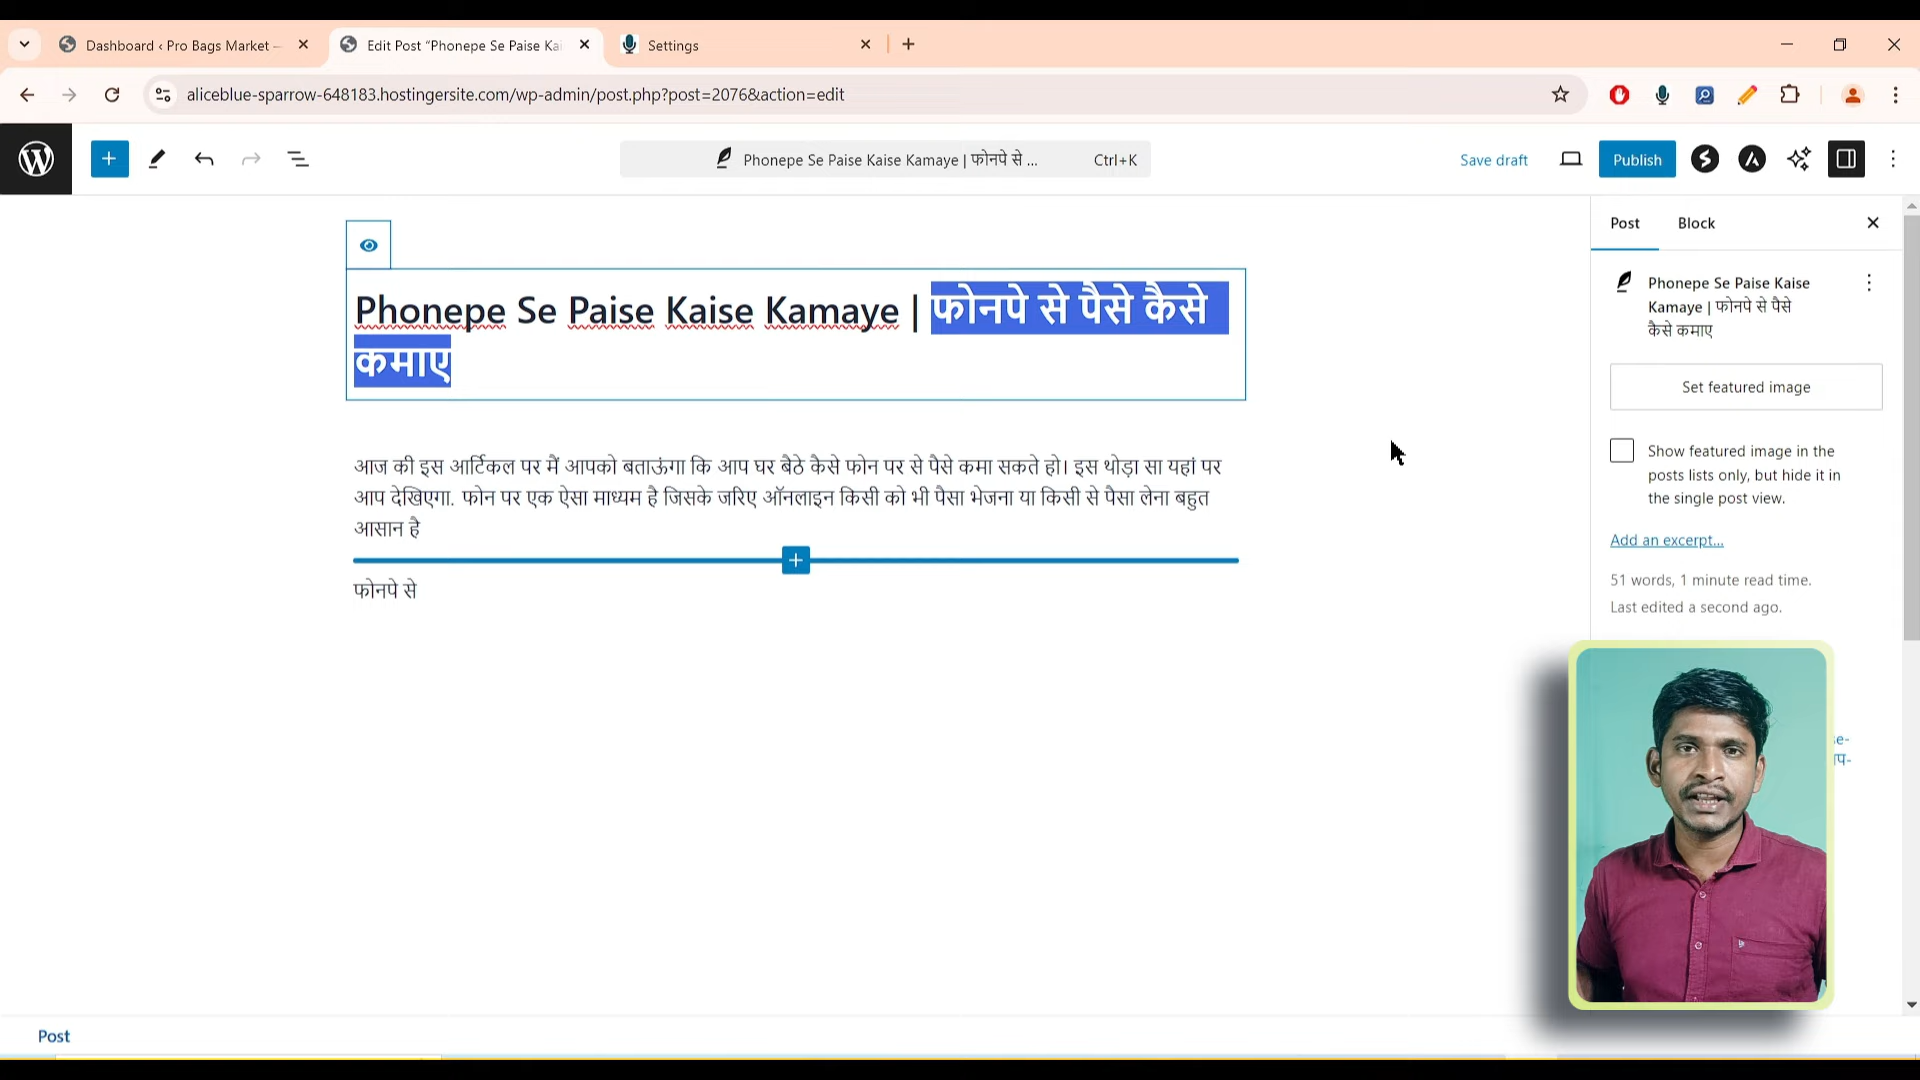 Dashboard ‹ Pro Bags Market –
Edit Post “Phonepe Se Paise Kai
Settings
aliceblue-sparrow-648183.hostingersite.com/wp-admin/post.php?post=2076&action=edit
Phonepe Se Paise Kaise Kamaye | फोनपे से ...
Ctrl+K
Save draft
Publish
Post
Block
Phonepe Se Paise Kaise Kamaye | फोनपे से पैसे कैसे
कमाए
Phonepe Se Paise Kaise
Kamaye | फोनपे से पैसे
कैसे कमाए
Set featured image
Show featured image in the
posts lists only, but hide it in
the single post view.
आज की इस आर्टिकल पर मैं आपको बताऊंगा कि आप घर बैठे कैसे फोन पर से पैसे कमा सकते हो। इस थोड़ा सा यहां पर
आप देखिएगा. फोन पर एक ऐसा माध्यम है जिसके जरिए ऑनलाइन किसी को भी पैसा भेजना या किसी से पैसा लेना बहुत
आसान है
फोनपे से
Add an excerpt...
51 words, 1 minute read time.
Last edited a second ago.
Post